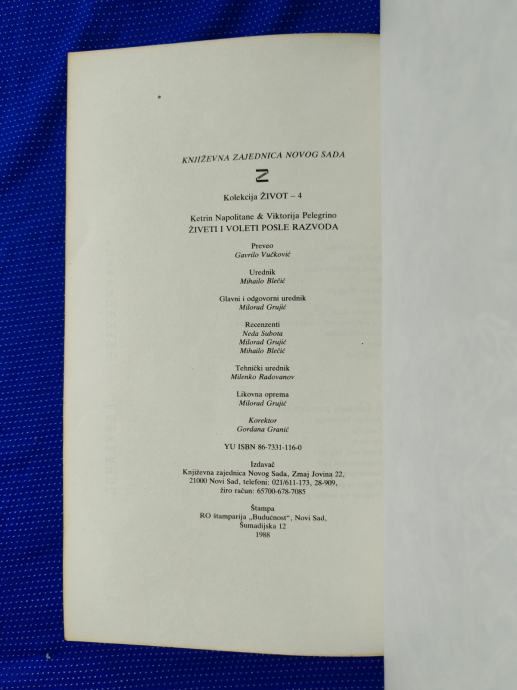 KNJIŽEVNA ZAJEDNICA NOVOG SADA
Kolekcija ŽIVOT – 4
Ketrin Napolitane & Viktorija Pelegrino
ŽIVETI I VOLETI POSLE RAZVODA
Preveo
Gavrilo Vučković
Urednik
Mihailo Blečić
Glavni i odgovorni urednik
Milorad Grujić
Recenzenti
Neda Subota
Milorad Grujić
Mihailo Blečić
Tehnički urednik
Milenko Radovanov
Likovna oprema
Milorad Grujić
Korektor
Gordana Granić
YU ISBN 86-7331-116-0
Izdavač
Književna zajednica Novog Sada, Zmaj Jovina 22,
21000 Novi Sad, telefoni: 021/611-173, 28-909,
žiro račun: 65700-678-7085
Štampa
RO štamparija „Budućnost", Novi Sad,
Šumadijska 12
1988